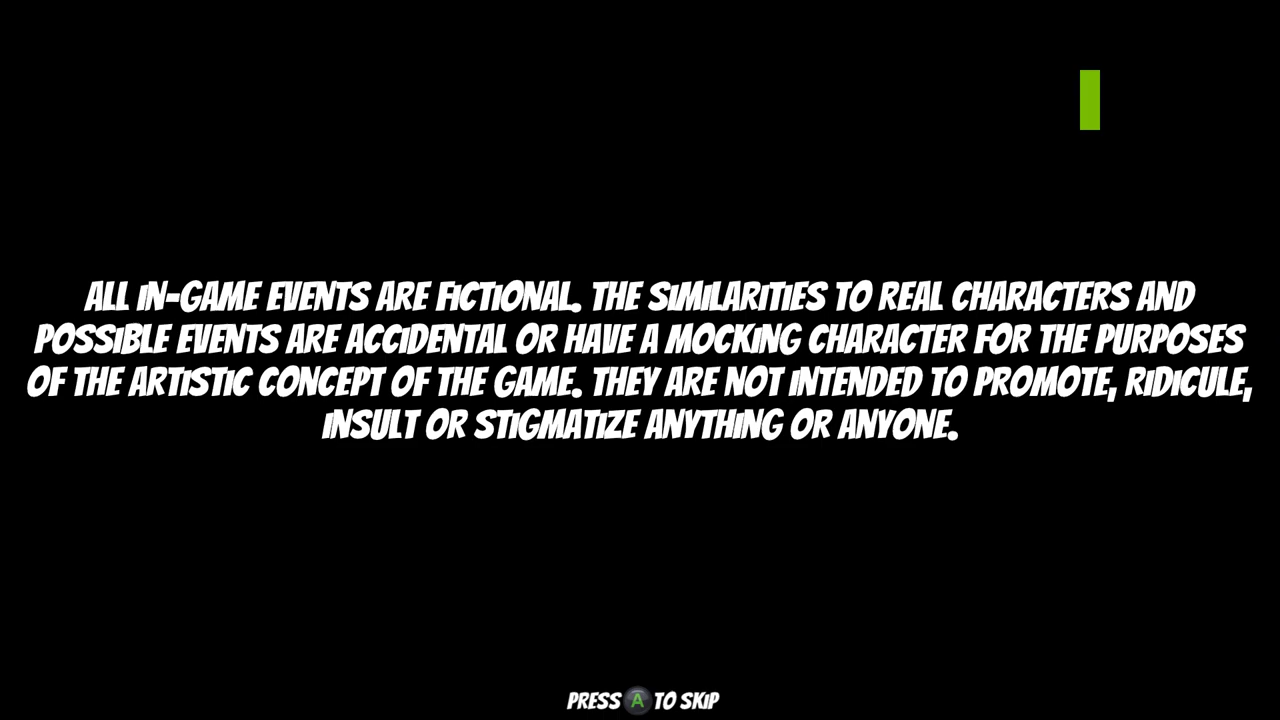 ALL IN-GAME EVENTS ARE FICTIONAL. THE SIMILARITIES TO REAL CHARACTERS AND
POSSIBLE EVENTS ARE ACCIDENTAL OR HAVE A MOCKING CHARACTER FOR THE PURPOSES
OF THE ARTISTIC CONCEPT OF THE GAME. THEY ARE NOT INTENDED TO PROMOTE, RIDICULE,
INSULT OR STIGMATIZE ANYTHING OR ANYONE.
PRESS A TO SKIP